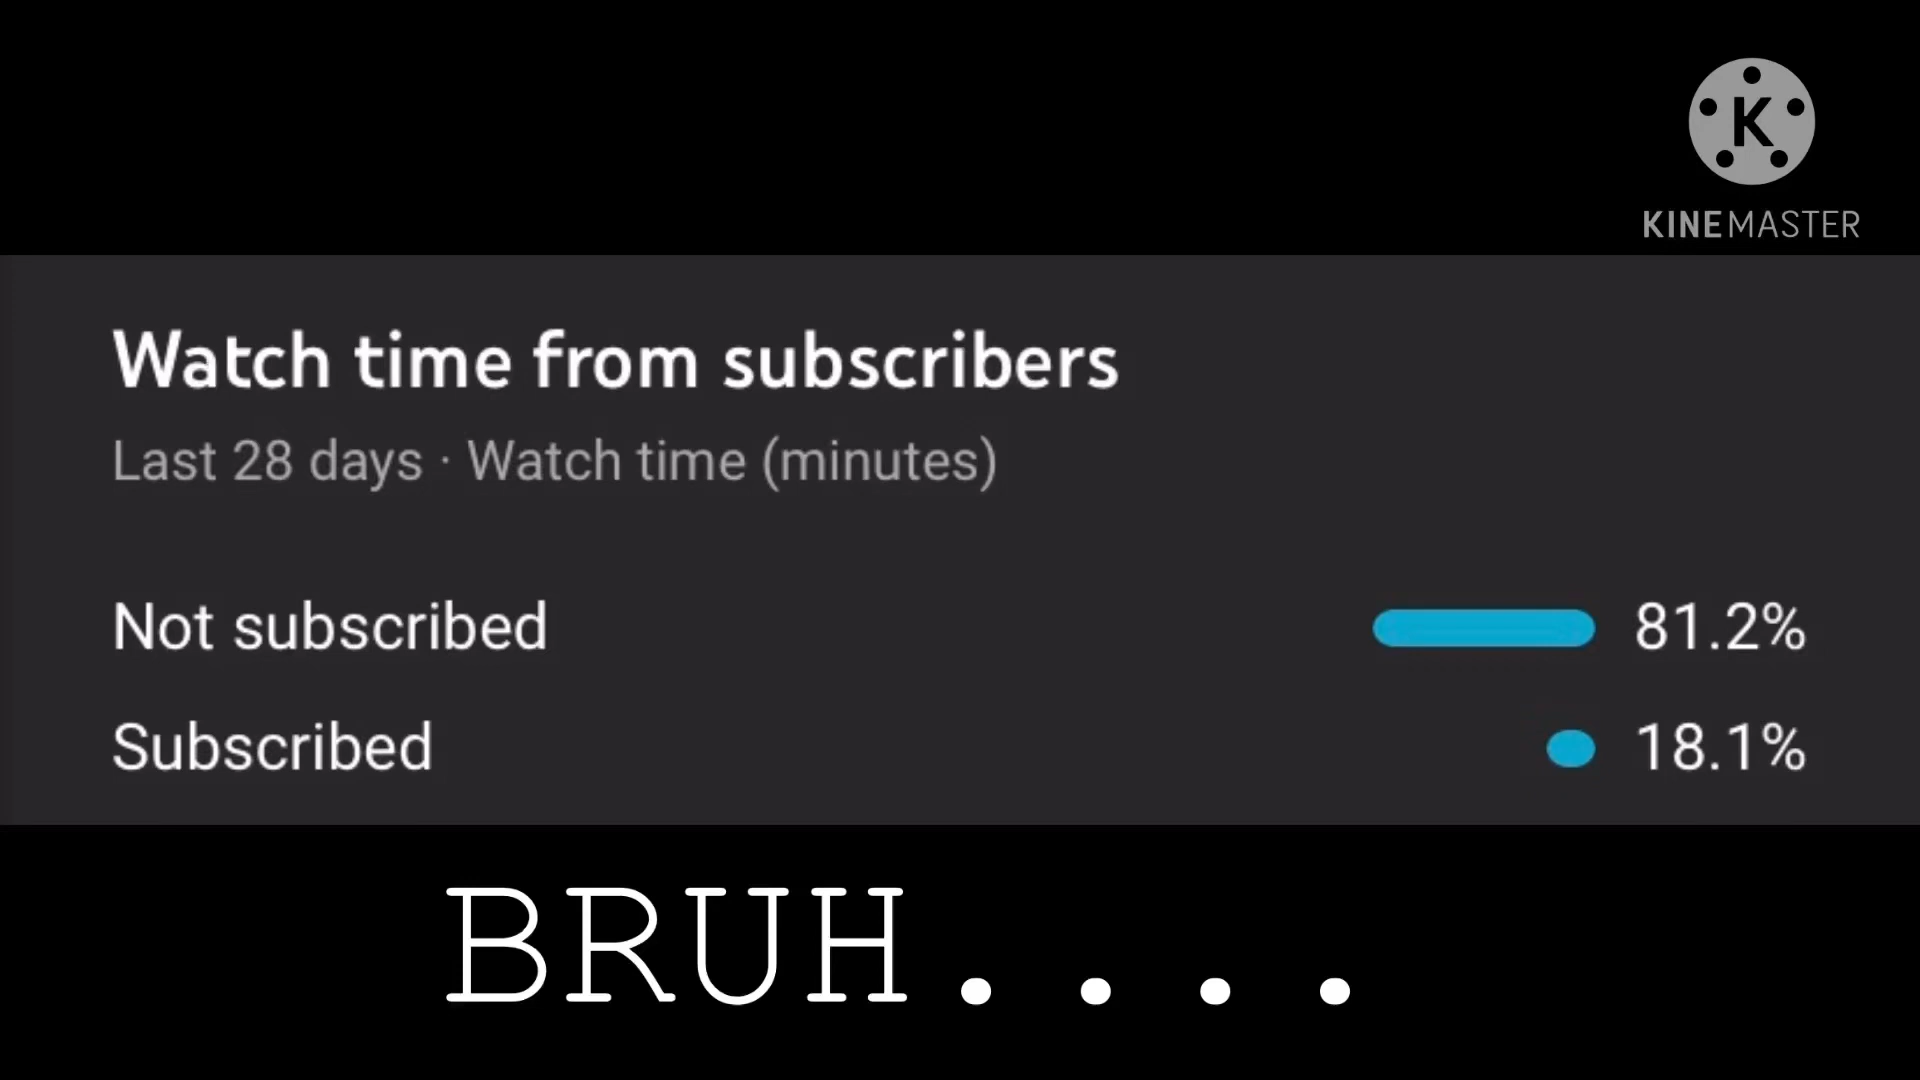 K
KINEMASTER
Watch time from subscribers
Last 28 days · Watch time (minutes)
Not subscribed 81.2%
Subscribed 18.1%
BRUH....